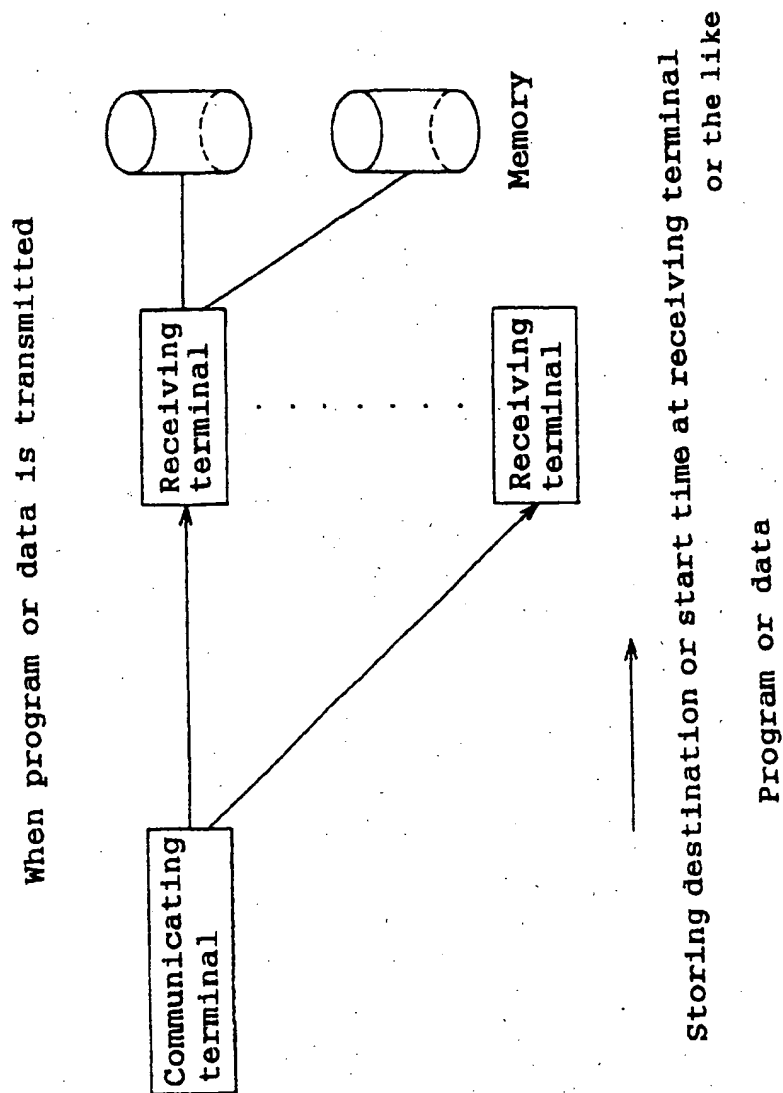 When program or data is transmitted
Communicating
terminal
Receiving
terminal
Receiving
terminal
Memory
Storing destination or start time at receiving terminal
or the like
Program or data